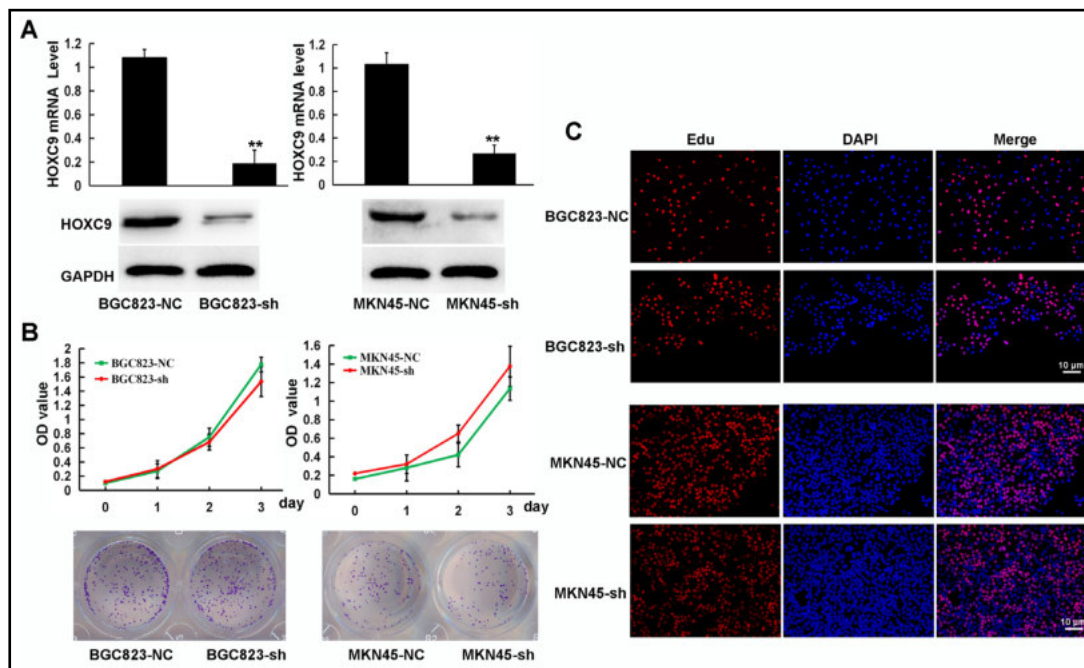 A
HOXC9 mRNA Level
1.2
1
0.8
0.6
0.4
0.2
0
**
HOXC9 mRNA level
1.2
1
0.8
0.6
0.4
0.2
0
**
HOXC9
GAPDH
BGC823-NC BGC823-sh
MKN45-NC MKN45-sh
B
OD value
2
1.8
1.6
1.4
1.2
1
0.8
0.6
0.4
0.2
0
BGC823-NC
BGC823-sh
0 1 2 3 day
OD value
1.6
1.4
1.2
1
0.8
0.6
0.4
0.2
0
MKN45-NC
MKN45-sh
0 1 2 3 day
BGC823-NC BGC823-sh
MKN45-NC MKN45-sh
C
Edu DAPI Merge
BGC823-NC
BGC823-sh
10 μm
MKN45-NC
MKN45-sh
10 μm